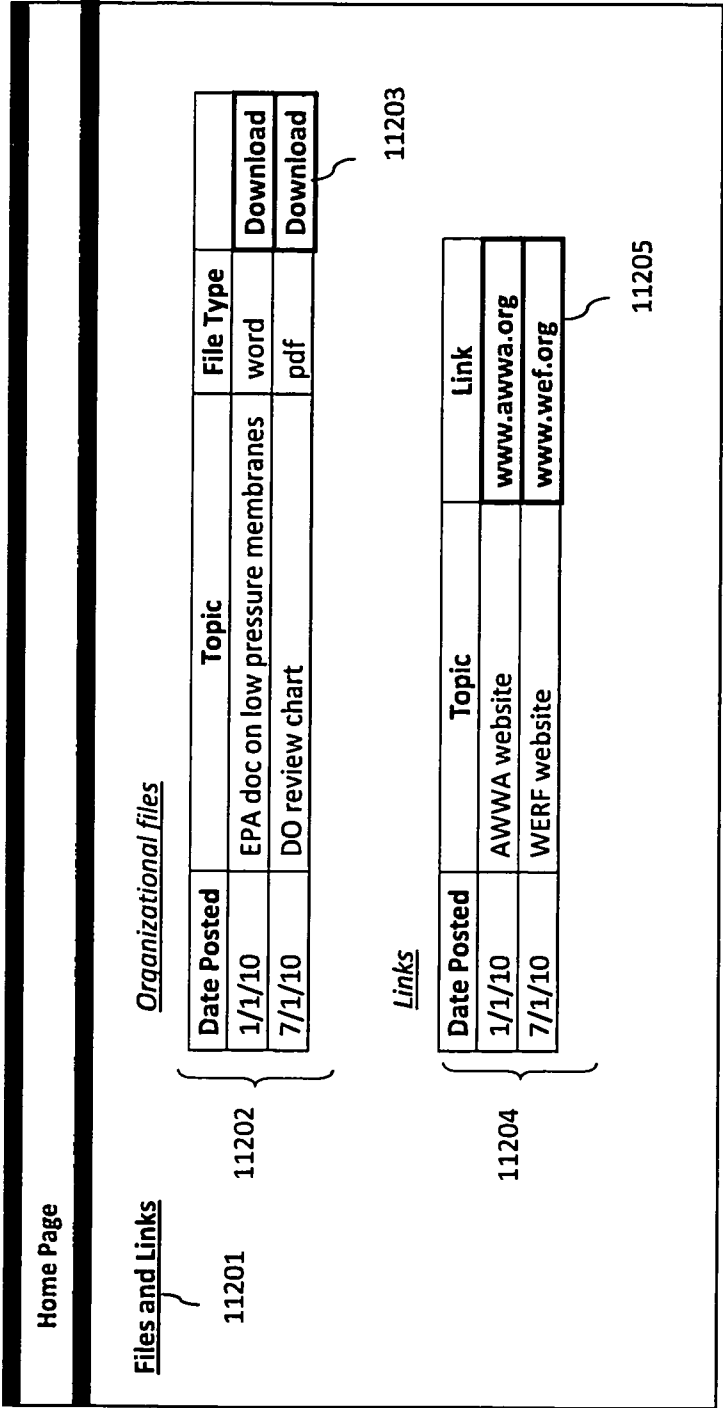 Home Page
Files and Links
11201
Organizational files
11202
Date Posted Topic File Type
1/1/10 EPA doc on low pressure membranes word Download
7/1/10 DO review chart pdf Download
11203
Links
11204
Date Posted Topic Link
1/1/10 AWWA website www.awwa.org
7/1/10 WERF website www.wef.org
11205